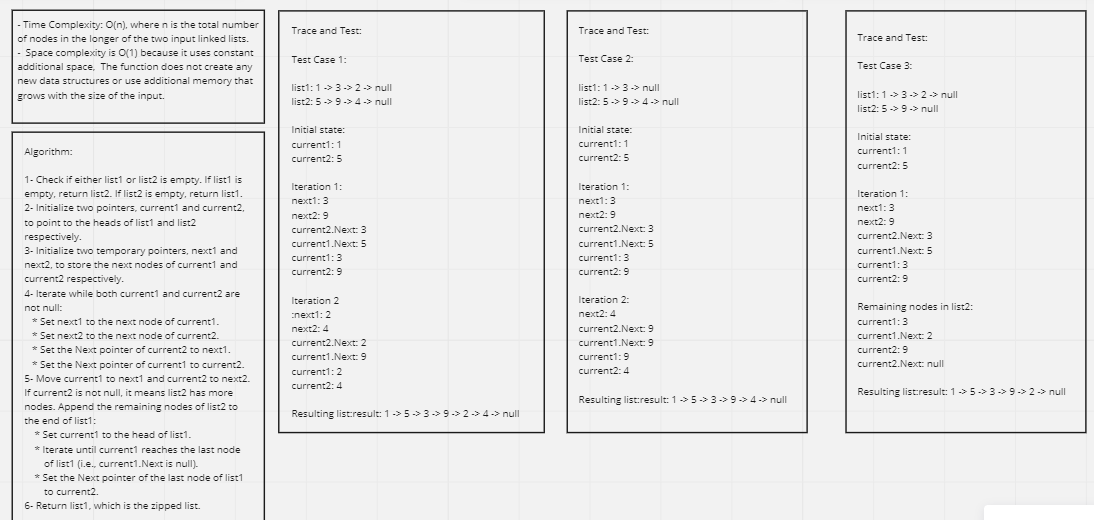 - Time Complexity: O(n), where n is the total number
of nodes in the longer of the two input linked lists.
- Space complexity is O(1) because it uses constant
additional space, The function does not create any
new data structures or use additional memory that
grows with the size of the input.
Algorithm:
1- Check if either list1 or list2 is empty. If list1 is
empty, return list2. If list2 is empty, return list1.
2- Initialize two pointers, current1 and current2,
to point to the heads of list1 and list2
respectively.
3- Initialize two temporary pointers, next1 and
next2, to store the next nodes of current1 and
current2 respectively.
4- Iterate while both current1 and current2 are
not null:
* Set next1 to the next node of current1.
* Set next2 to the next node of current2.
* Set the Next pointer of current2 to next1.
* Set the Next pointer of current1 to current2.
5- Move current1 to next1 and current2 to next2.
If current2 is not null, it means list2 has more
nodes. Append the remaining nodes of list2 to
the end of list1:
* Set current1 to the head of list1.
* Iterate until current1 reaches the last node
of list1 (i.e., current1.Next is null).
* Set the Next pointer of the last node of list1
to current2.
6- Return list1, which is the zipped list.
Trace and Test:
Test Case 1:
list1: 1 -> 3 -> 2 -> null
list2: 5 -> 9 -> 4 -> null
Initial state:
current1: 1
current2: 5
Iteration 1:
next1: 3
next2: 9
current2.Next: 3
current1.Next: 5
current1: 3
current2: 9
Iteration 2
:next1: 2
next2: 4
current2.Next: 2
current1.Next: 9
current1: 2
current2: 4
Resulting list:result: 1 -> 5 -> 3 -> 9 -> 2 -> 4 -> null
Trace and Test:
Test Case 2:
list1: 1 -> 3 -> null
list2: 5 -> 9 -> 4 -> null
Initial state:
current1: 1
current2: 5
Iteration 1:
next1: 3
next2: 9
current2.Next: 3
current1.Next: 5
current1: 3
current2: 9
Iteration 2:
next2: 4
current2.Next: 9
current1.Next: 9
current1: 9
current2: 4
Resulting list:result: 1 -> 5 -> 3 -> 9 -> 4 -> null
Trace and Test:
Test Case 3:
list1: 1 -> 3 -> 2 -> null
list2: 5 -> 9 -> null
Initial state:
current1: 1
current2: 5
Iteration 1:
next1: 3
next2: 9
current2.Next: 3
current1.Next: 5
current1: 3
current2: 9
Remaining nodes in list2:
current1: 3
current1.Next: 2
current2: 9
current2.Next: null
Resulting list:result: 1 -> 5 -> 3 -> 9 -> 2 -> null